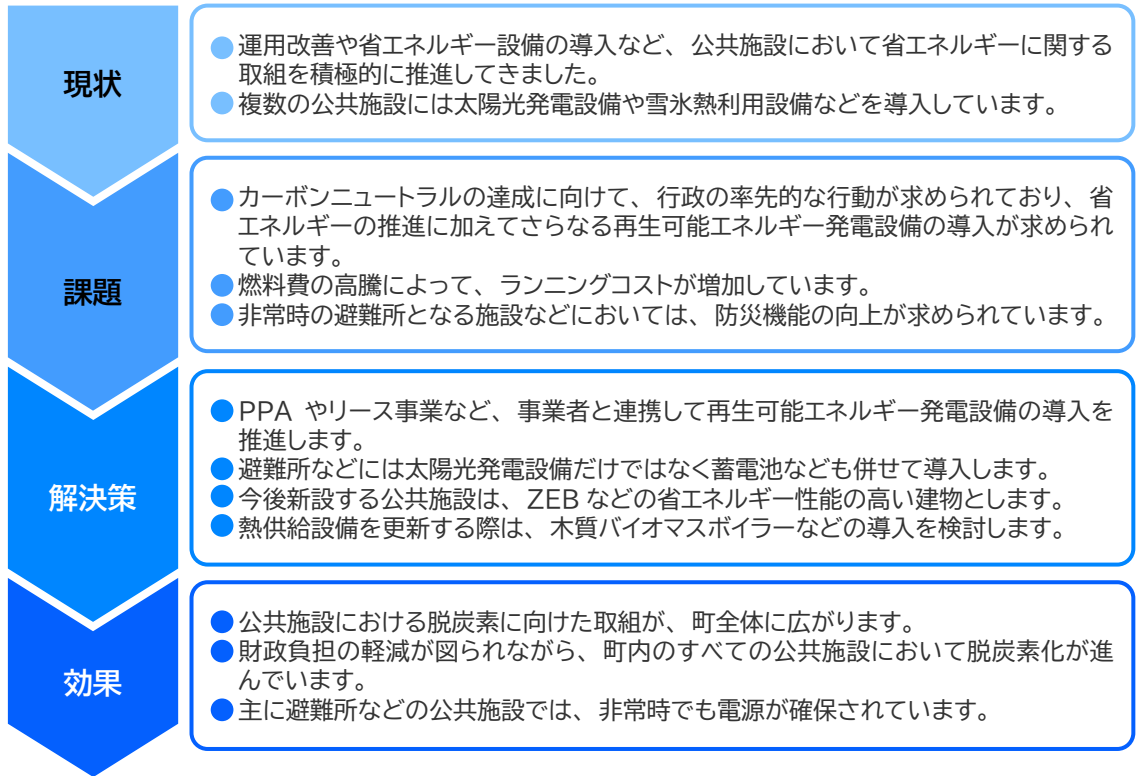 現状
●運用改善や省エネルギー設備の導入など、公共施設において省エネルギーに関する
取組を積極的に推進してきました。
●複数の公共施設には太陽光発電設備や雪氷熱利用設備などを導入しています。
課題
●カーボンニュートラルの達成に向けて、行政の率先的な行動が求められており、省
エネルギーの推進に加えてさらなる再生可能エネルギー発電設備の導入が求められ
ています。
●燃料費の高騰によって、ランニングコストが増加しています。
●非常時の避難所となる施設などにおいては、防災機能の向上が求められています。
解決策
●PPA やリース事業など、事業者と連携して再生可能エネルギー発電設備の導入を
推進します。
●避難所などには太陽光発電設備だけではなく蓄電池なども併せて導入します。
●今後新設する公共施設は、ZEB などの省エネルギー性能の高い建物とします。
●熱供給設備を更新する際は、木質バイオマスボイラーなどの導入を検討します。
効果
●公共施設における脱炭素に向けた取組が、町全体に広がります。
●財政負担の軽減が図られながら、町内のすべての公共施設において脱炭素化が進
んでいます。
●主に避難所などの公共施設では、非常時でも電源が確保されています。